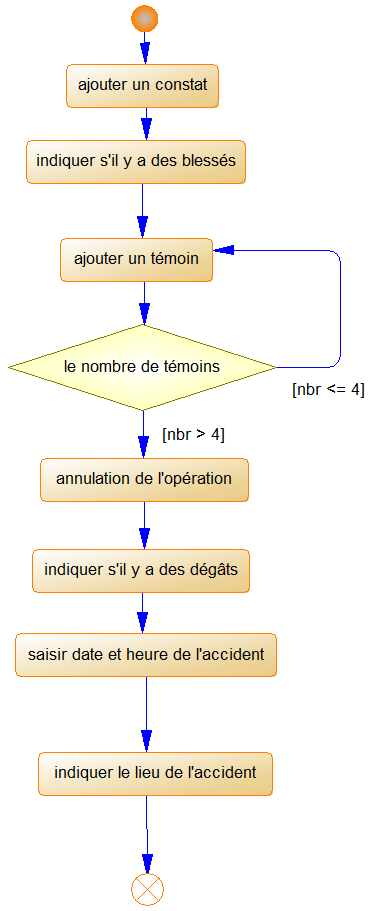 ajouter un constat
indiquer s'il y a des blessés
ajouter un témoin
le nombre de témoins
[nbr <= 4]
[nbr > 4]
annulation de l'opération
indiquer s'il y a des dégâts
saisir date et heure de l'accident
indiquer le lieu de l'accident